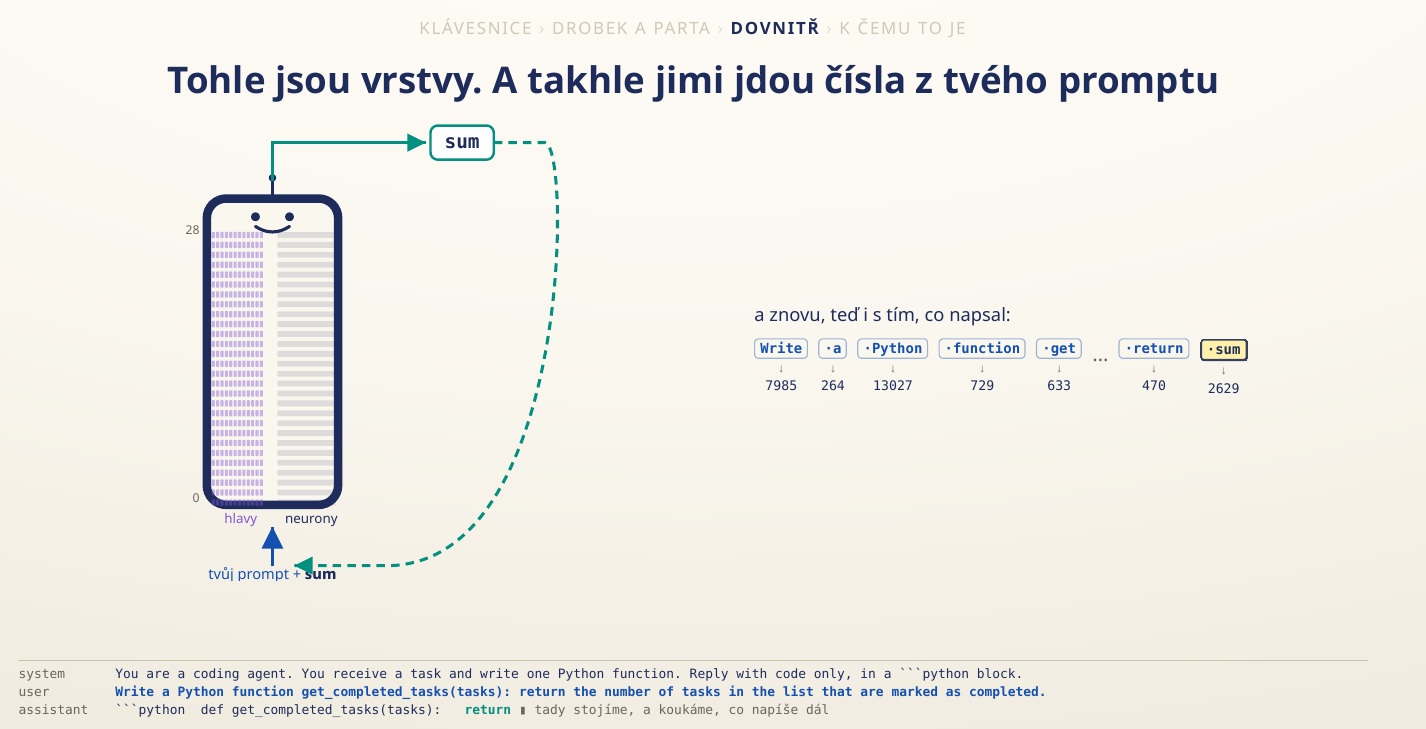 KLÁVESNICE › DROBEK A PARTA › DOVNITŘ › K ČEMU TO JE
Tohle jsou vrstvy. A takhle jimi jdou čísla z tvého promptu
sum
28
0
hlavy neurony
tvůj prompt + sum
a znovu, teď i s tím, co napsal:
Write ·a ·Python ·function ·get … ·return ·sum
↓ ↓ ↓ ↓ ↓ ↓ ↓
7985 264 13027 729 633 470 2629
system You are a coding agent. You receive a task and write one Python function. Reply with code only, in a ```python block.
user Write a Python function get_completed_tasks(tasks): return the number of tasks in the list that are marked as completed.
assistant ```python def get_completed_tasks(tasks): return ▮ tady stojíme, a koukáme, co napíše dál